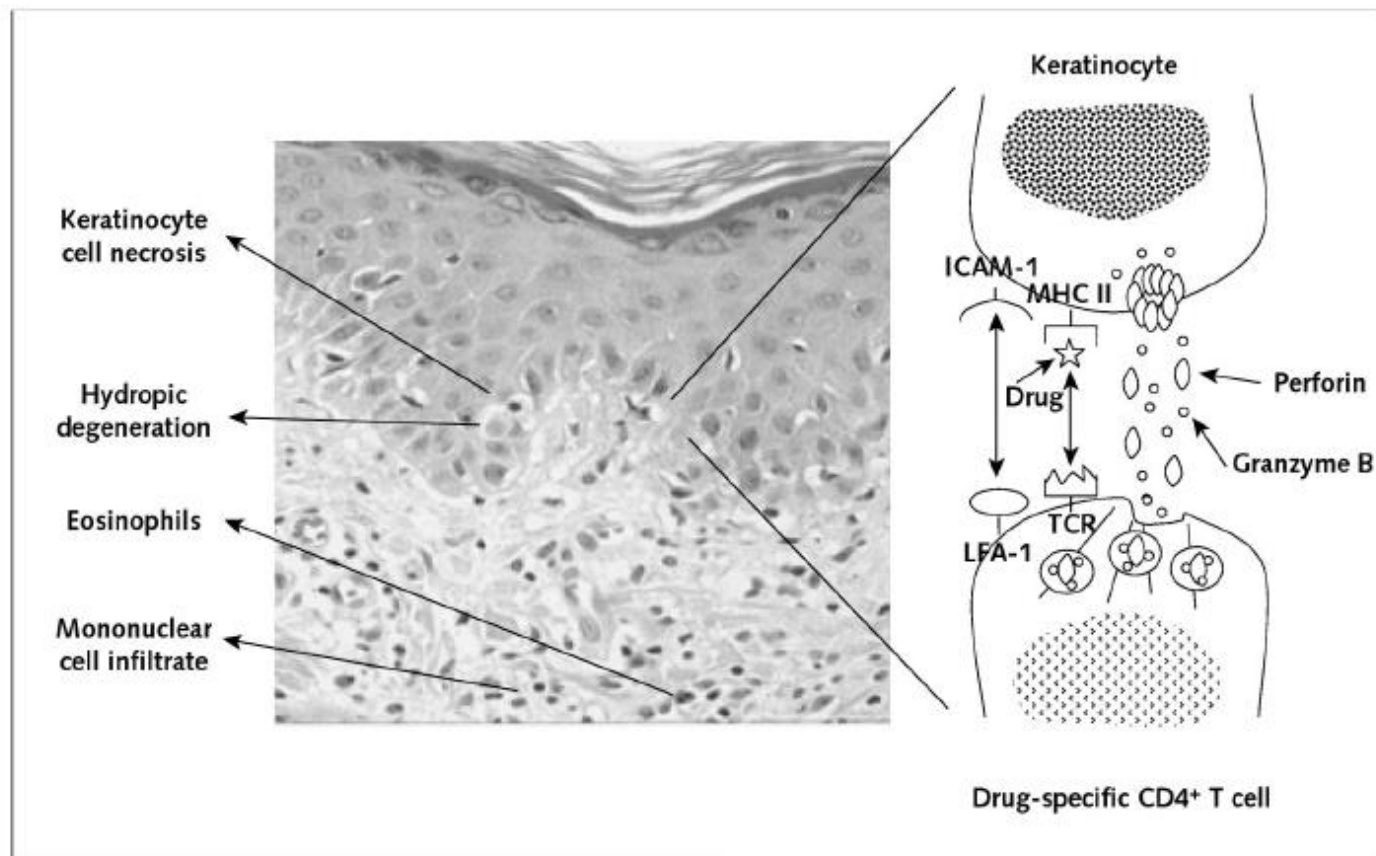 Keratinocyte
Keratinocyte
cell necrosis
ICAM-1
MHC II
Drug
Perforin
Hydropic
degeneration
Granzyme B
Eosinophils
TCR
LFA-1
Mononuclear
cell infiltrate
Drug-specific CD4⁺ T cell